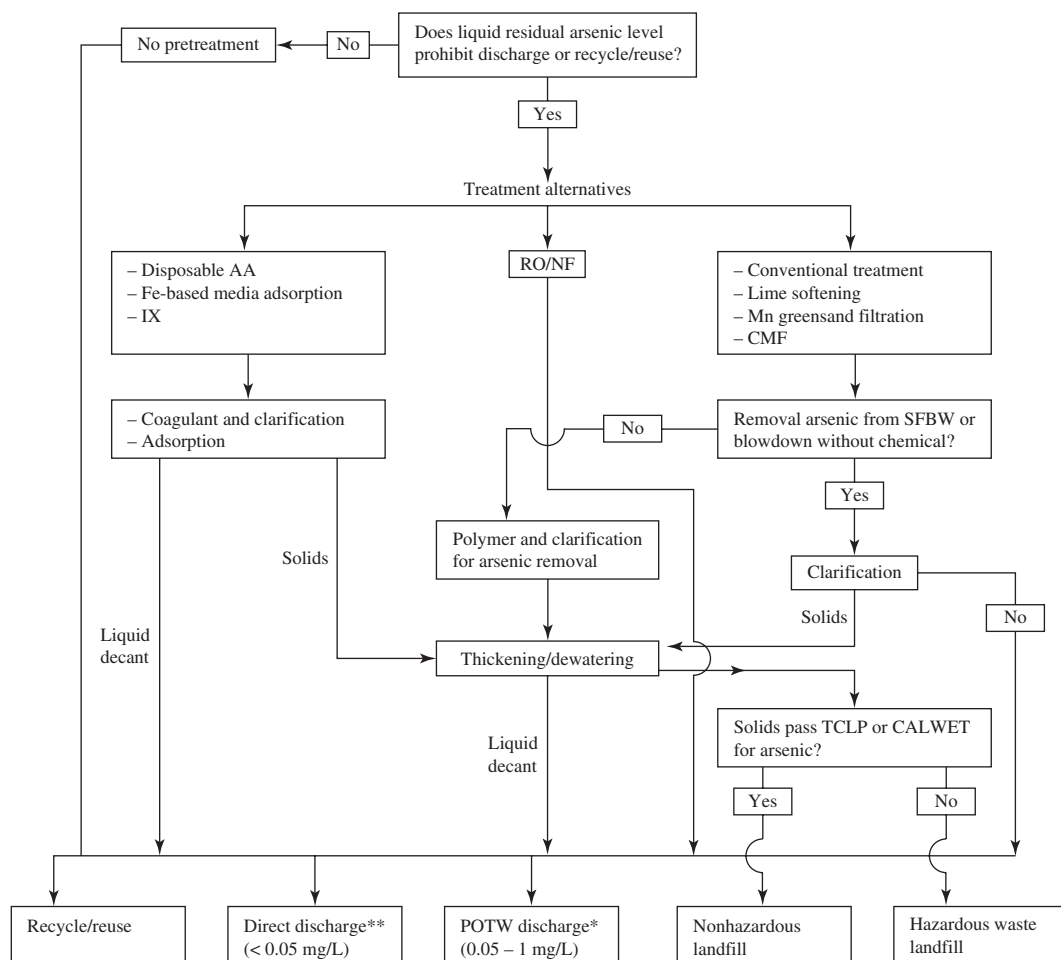 No pretreatment
No
Does liquid residual arsenic level
prohibit discharge or recycle/reuse?
Yes
Treatment alternatives
– Disposable AA
– Fe-based media adsorption
– IX
RO/NF
– Conventional treatment
– Lime softening
– Mn greensand filtration
– CMF
– Coagulant and clarification
– Adsorption
No
Removal arsenic from SFBW or
blowdown without chemical?
Yes
Polymer and clarification
for arsenic removal
Solids
Clarification
No
Solids
Liquid
decant
Thickening/dewatering
Solids pass TCLP or CALWET
for arsenic?
Liquid
decant
Yes
No
Recycle/reuse
Direct discharge**
(< 0.05 mg/L)
POTW discharge*
(0.05 – 1 mg/L)
Nonhazardous
landfill
Hazardous waste
landfill